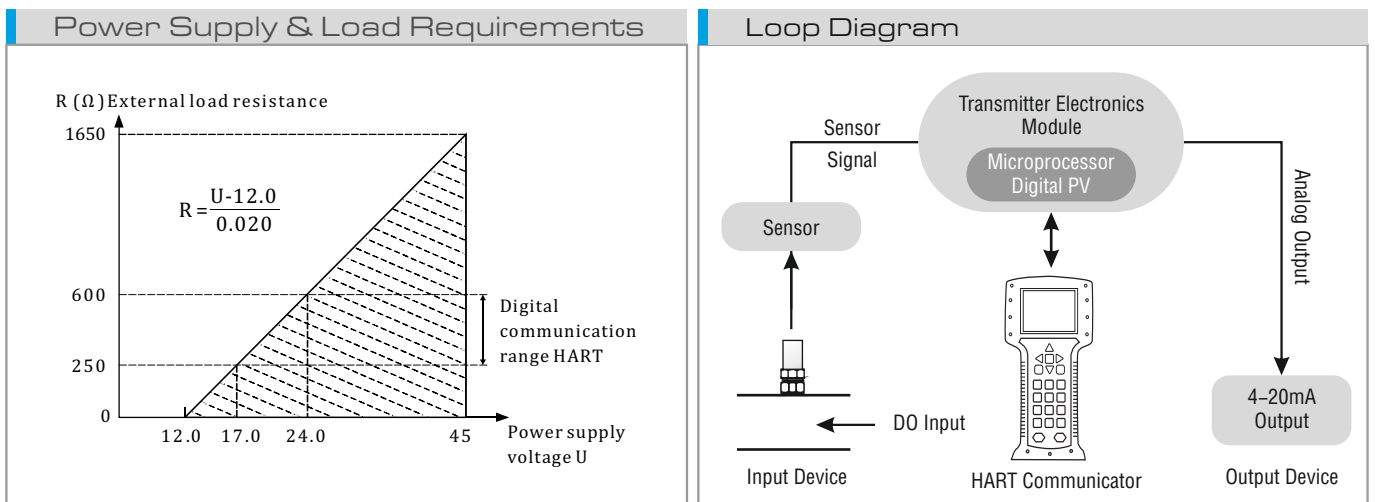 Power Supply & Load Requirements
R (Ω) External load resistance
1650
R = U-12.0
0.020
600
250
0
12.0 17.0 24.0 45
Digital
communication
range HART
Power supply
voltage U
Loop Diagram
Transmitter Electronics
Module
Microprocessor
Digital PV
Sensor
Signal
Sensor
Analog Output
DO Input
4–20mA
Output
Input Device
HART Communicator
Output Device